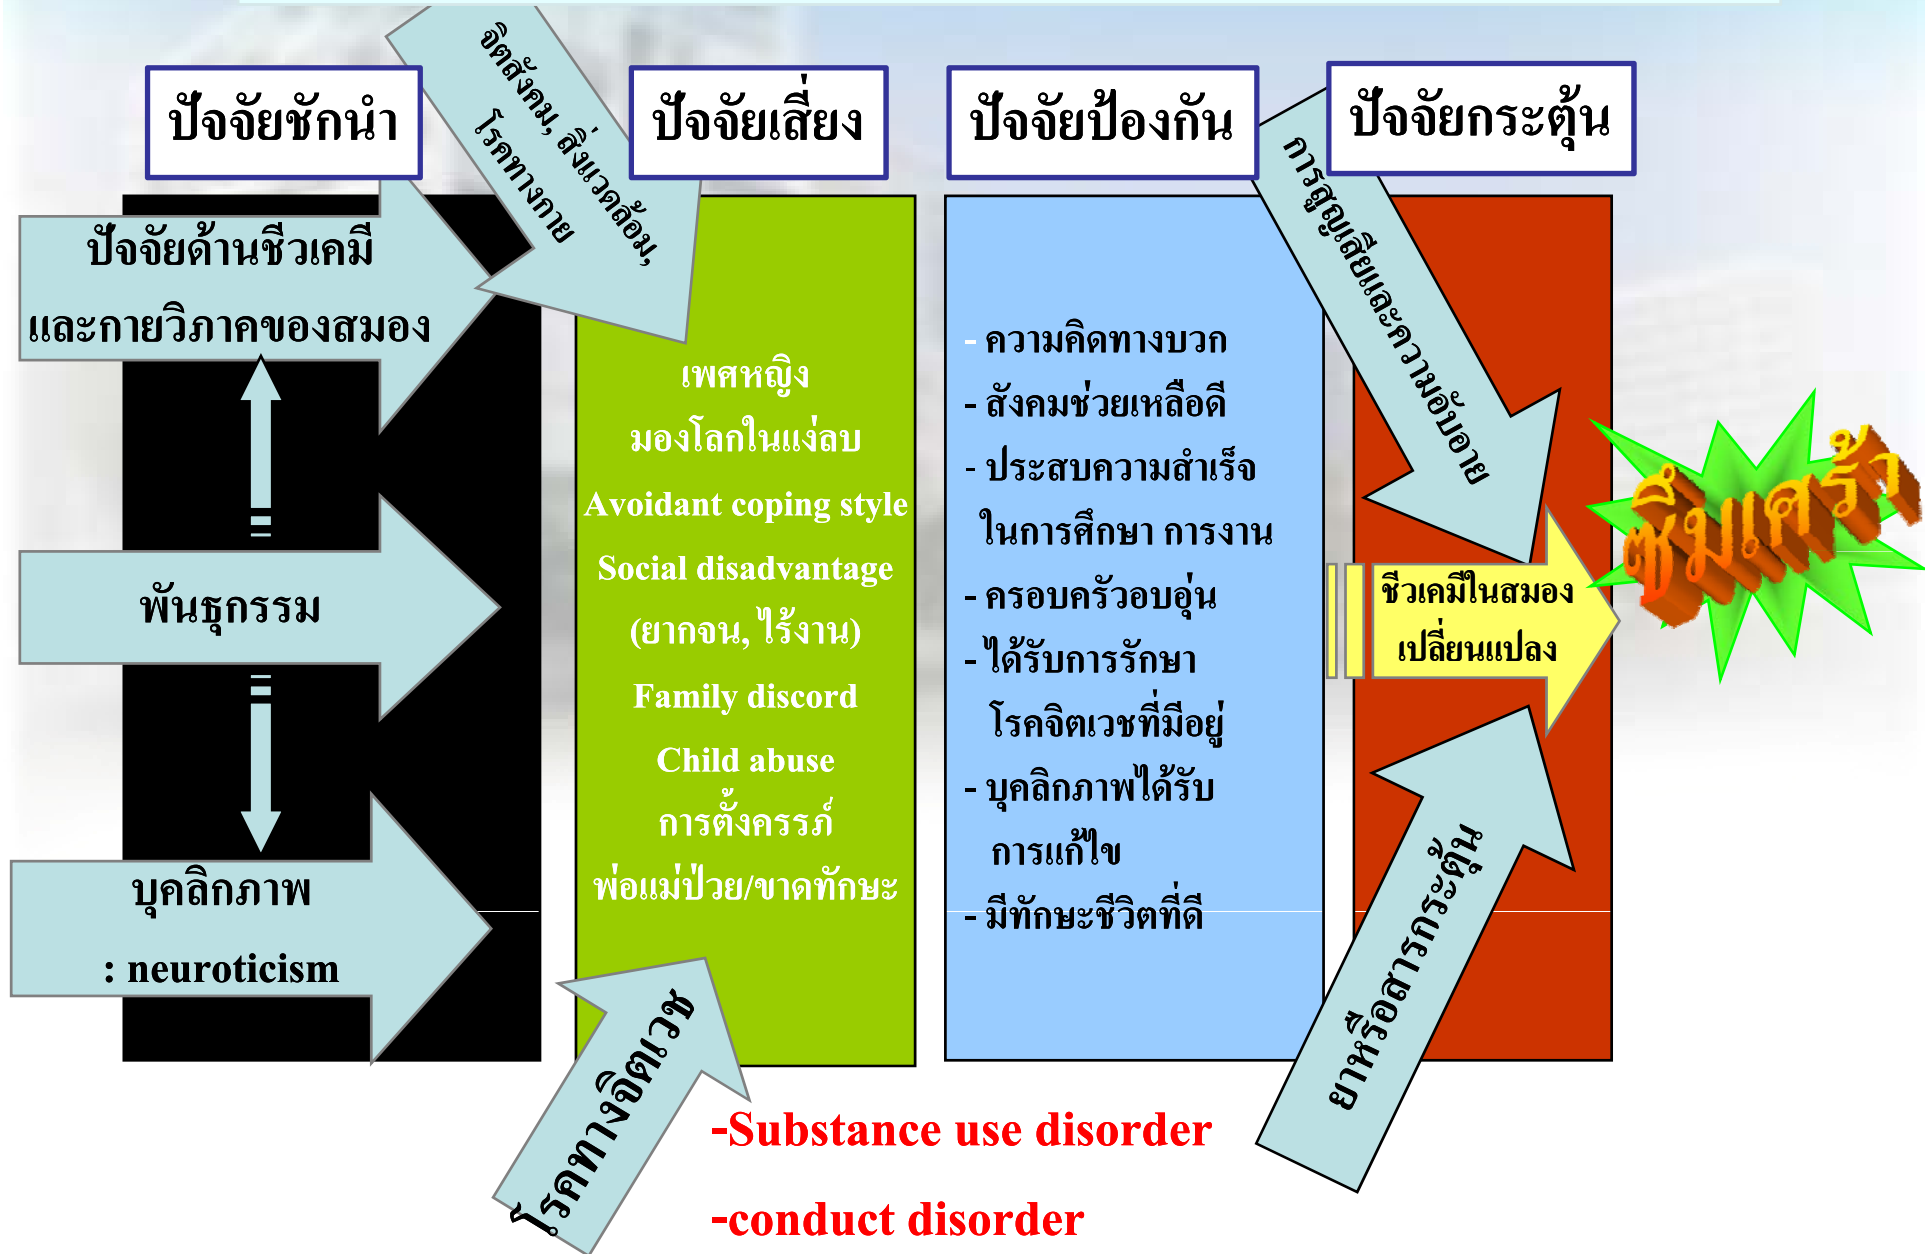 ปัจจัยชักนำ
ปัจจัยด้านชีวเคมี
และกายวิภาคของสมอง
พันธุกรรม
บุคลิกภาพ
: neuroticism
จิตสังคม, สิ่งแวดล้อม,
โรคทางกาย
ปัจจัยเสี่ยง
เพศหญิง
มองโลกในแง่ลบ
Avoidant coping style
Social disadvantage
(ยากจน, ไร้งาน)
Family discord
Child abuse
การตั้งครรภ์
พ่อแม่ป่วย/ขาดทักษะ
โรคทางจิตเวช
-Substance use disorder
-conduct disorder
ปัจจัยป้องกัน
- ความคิดทางบวก
- สังคมช่วยเหลือดี
- ประสบความสำเร็จ
ในการศึกษา การงาน
- ครอบครัวอบอุ่น
- ได้รับการรักษา
โรคจิตเวชที่มีอยู่
- บุคลิกภาพได้รับ
การแก้ไข
- มีทักษะชีวิตที่ดี
ปัจจัยกระตุ้น
การสูญเสียและความอับอาย
ชีวเคมีในสมอง
เปลี่ยนแปลง
ยาหรือสารกระตุ้น
ซึมเศร้า